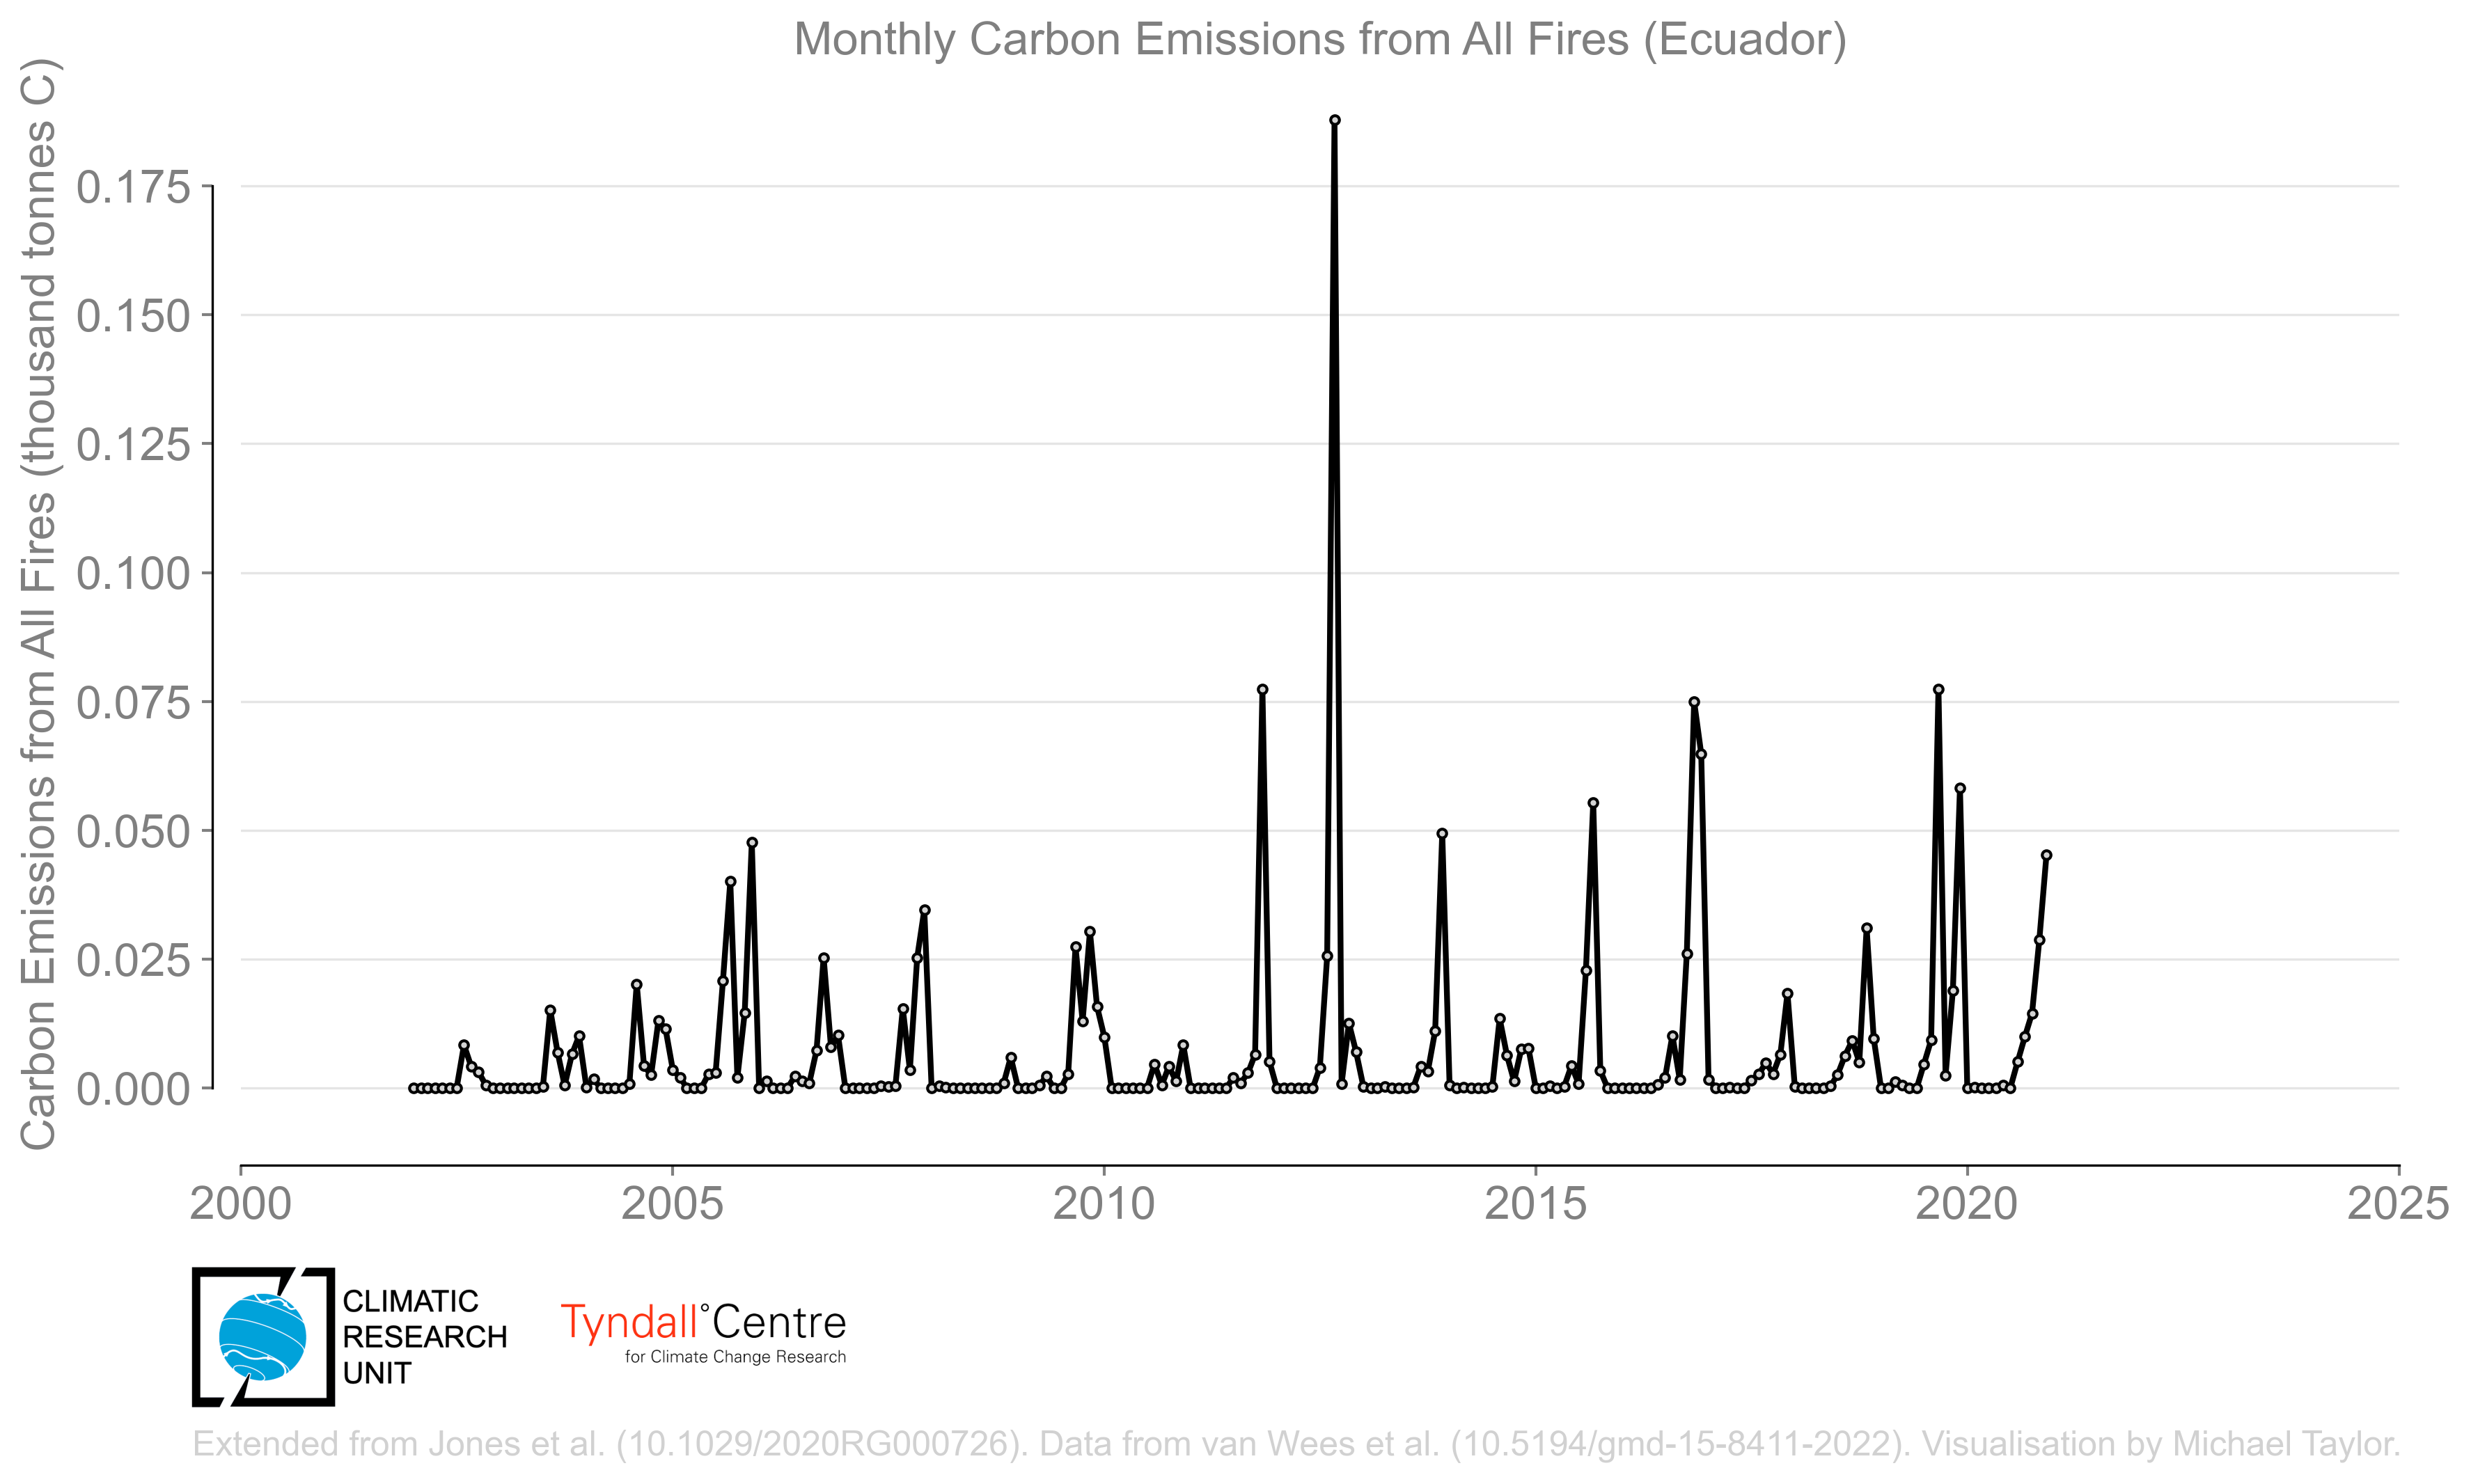 Monthly Carbon Emissions from All Fires (Ecuador)
Carbon Emissions from All Fires (thousand tonnes C)
0.175
0.150
0.125
0.100
0.075
0.050
0.025
0.000
2000 2005 2010 2015 2020 2025
CLIMATIC
RESEARCH
UNIT
Tyndall°Centre
for Climate Change Research
Extended from Jones et al. (10.1029/2020RG000726). Data from van Wees et al. (10.5194/gmd-15-8411-2022). Visualisation by Michael Taylor.